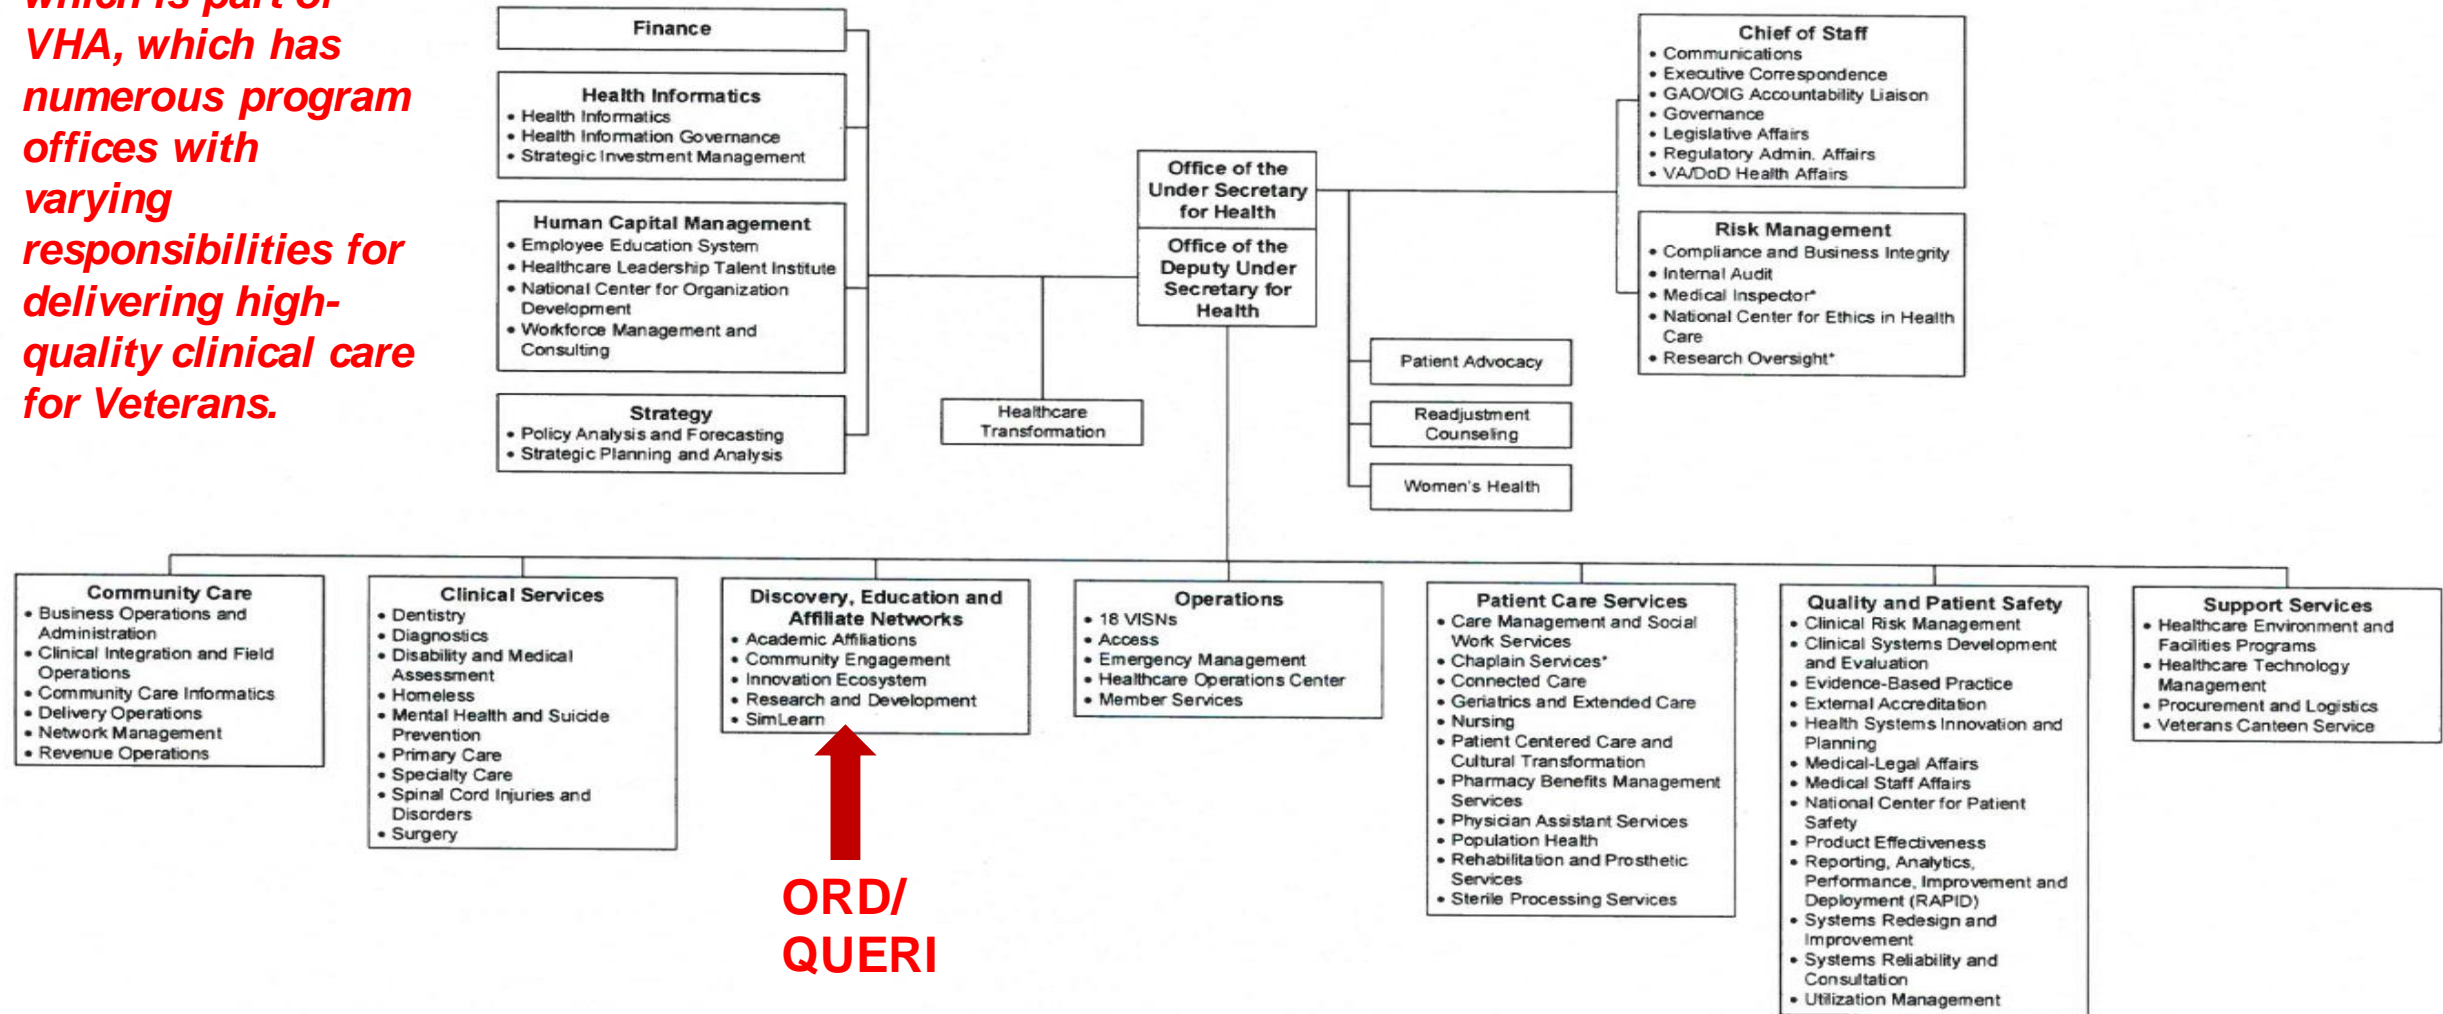 which is part of
VHA, which has
numerous program
offices with
varying
responsibilities for
delivering high-
quality clinical care
for Veterans.
Finance
Health Informatics
• Health Informatics
• Health Information Governance
• Strategic Investment Management
Human Capital Management
• Employee Education System
• Healthcare Leadership Talent Institute
• National Center for Organization
Development
• Workforce Management and
Consulting
Strategy
• Policy Analysis and Forecasting
• Strategic Planning and Analysis
Healthcare
Transformation
Office of the
Under Secretary
for Health
Office of the
Deputy Under
Secretary for
Health
Patient Advocacy
Readjustment
Counseling
Women's Health
Chief of Staff
• Communications
• Executive Correspondence
• GAO/OIG Accountability Liaison
• Governance
• Legislative Affairs
• Regulatory Admin. Affairs
• VA/DoD Health Affairs
Risk Management
• Compliance and Business Integrity
• Internal Audit
• Medical Inspector*
• National Center for Ethics in Health
Care
• Research Oversight*
Community Care
• Business Operations and
Administration
• Clinical Integration and Field
Operations
• Community Care Informatics
• Delivery Operations
• Network Management
• Revenue Operations
Clinical Services
• Dentistry
• Diagnostics
• Disability and Medical
Assessment
• Homeless
• Mental Health and Suicide
Prevention
• Primary Care
• Specialty Care
• Spinal Cord Injuries and
Disorders
• Surgery
Discovery, Education and
Affiliate Networks
• Academic Affiliations
• Community Engagement
• Innovation Ecosystem
• Research and Development
• SimLearn
ORD/
QUERI
Operations
• 18 VISNs
• Access
• Emergency Management
• Healthcare Operations Center
• Member Services
Patient Care Services
• Care Management and Social
Work Services
• Chaplain Services*
• Connected Care
• Geriatrics and Extended Care
• Nursing
• Patient Centered Care and
Cultural Transformation
• Pharmacy Benefits Management
Services
• Physician Assistant Services
• Population Health
• Rehabilitation and Prosthetic
Services
• Sterile Processing Services
Quality and Patient Safety
• Clinical Risk Management
• Clinical Systems Development
and Evaluation
• Evidence-Based Practice
• External Accreditation
• Health Systems Innovation and
Planning
• Medical-Legal Affairs
• Medical Staff Affairs
• National Center for Patient
Safety
• Product Effectiveness
• Reporting, Analytics,
Performance, Improvement and
Deployment (RAPID)
• Systems Redesign and
Improvement
• Systems Reliability and
Consultation
• Utilization Management
Support Services
• Healthcare Environment and
Facilities Programs
• Healthcare Technology
Management
• Procurement and Logistics
• Veterans Canteen Service